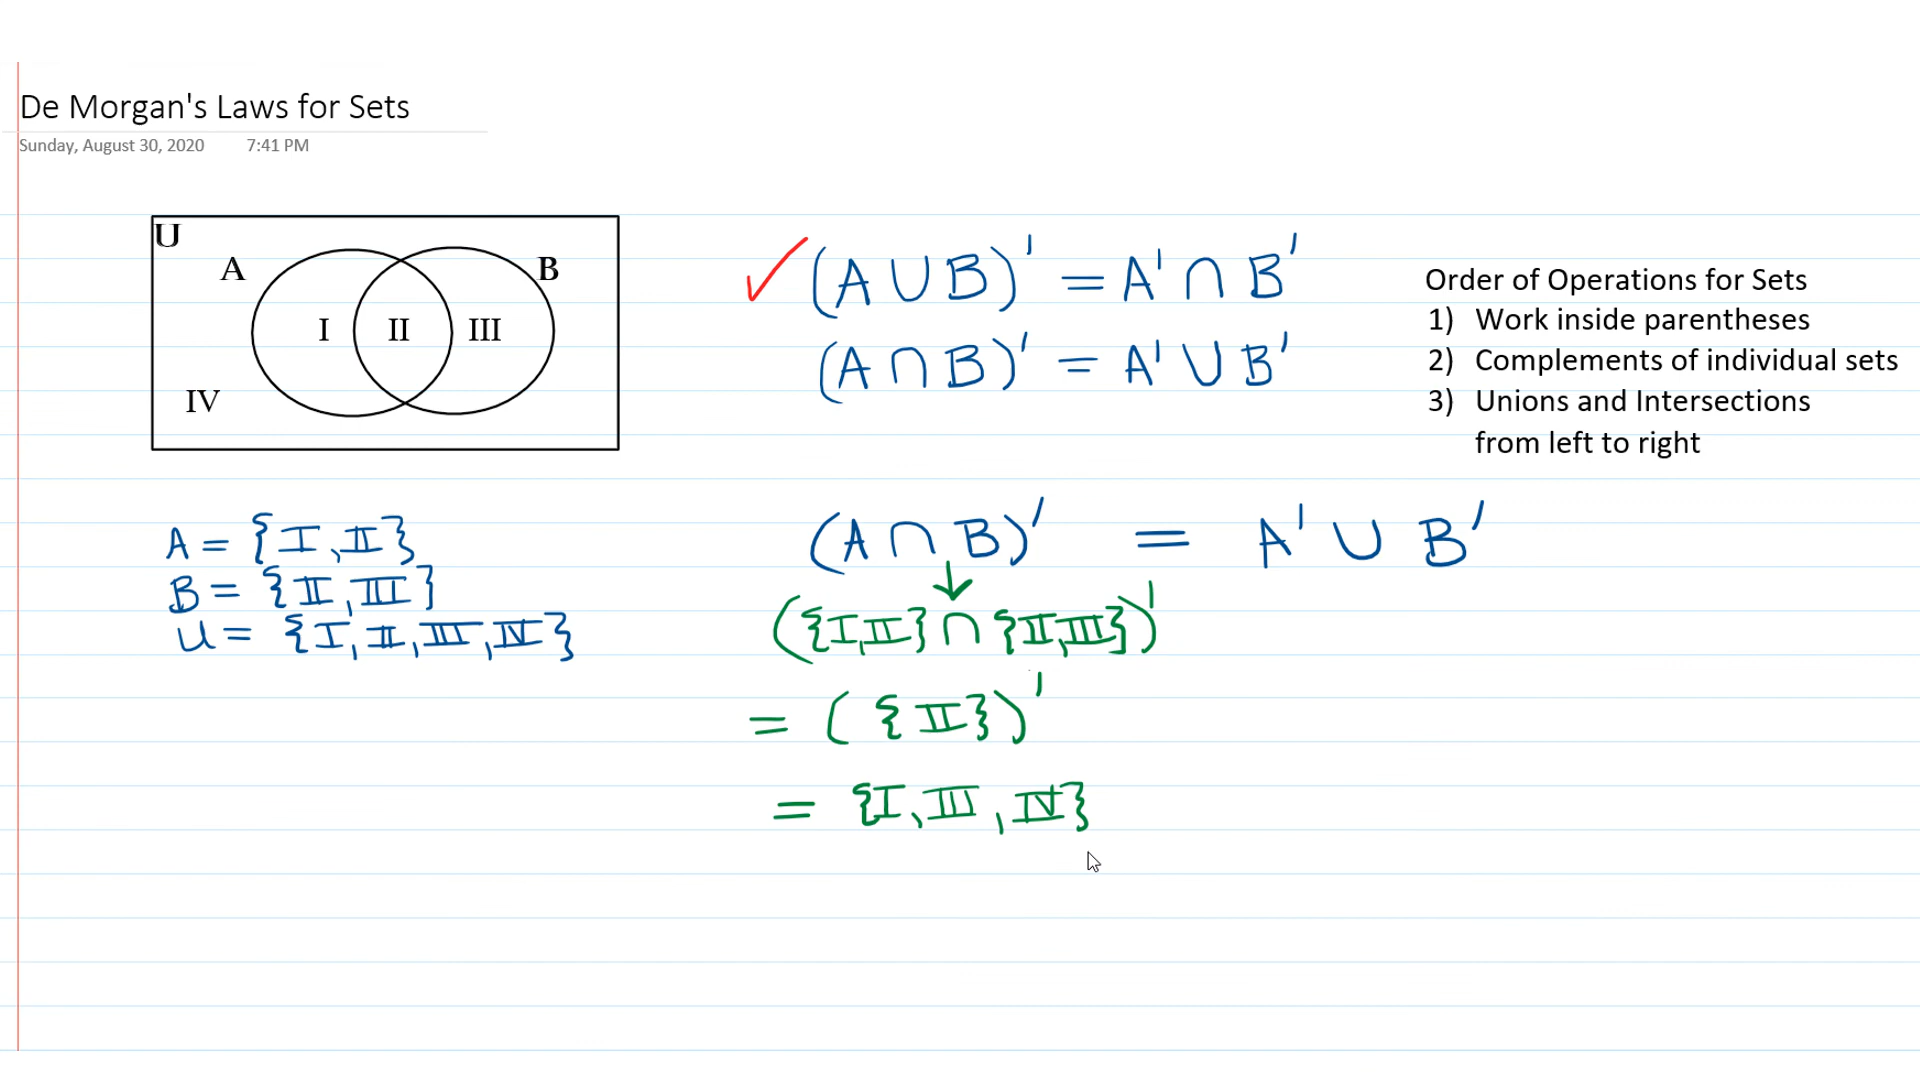 De Morgan's Laws for Sets
Sunday, August 30, 2020 7:41 PM
U
A
B
I II III
IV
(A ∪ B)' = A' ∩ B'
(A ∩ B)' = A' ∪ B'
Order of Operations for Sets
1) Work inside parentheses
2) Complements of individual sets
3) Unions and Intersections
from left to right
A = {I, II}
B = {II, III}
U = {I, II, III, IV}
(A ∩ B)' = A' ∪ B'
({I, II} ∩ {II, III})'
= ({II})'
= {I, III, IV}